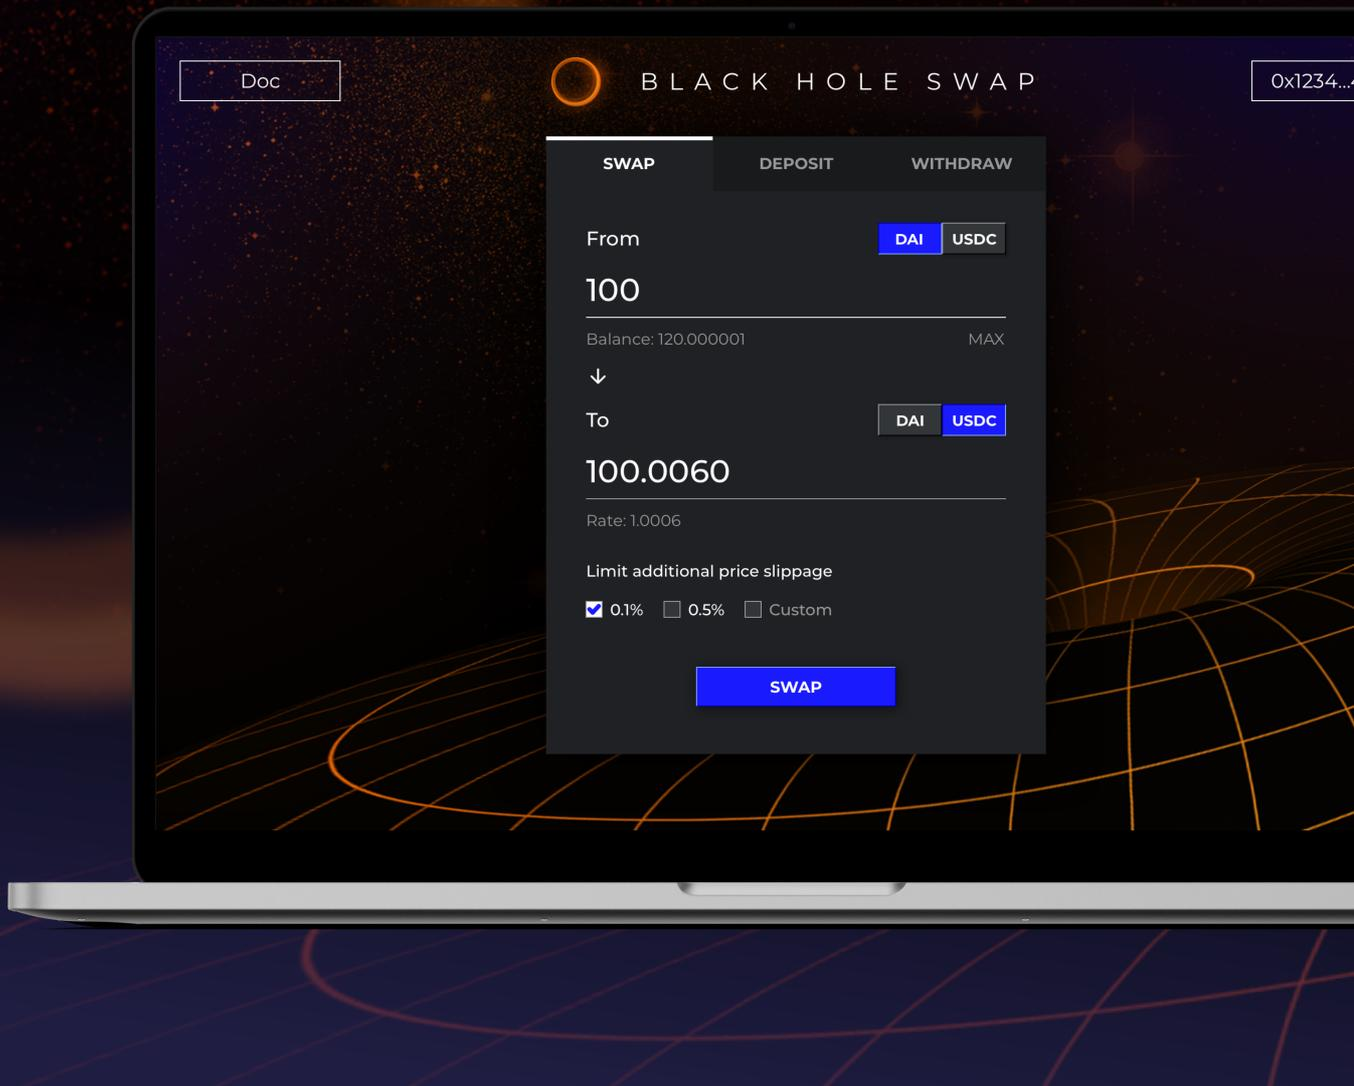 Doc
BLACK HOLE SWAP
0x1234...
SWAP DEPOSIT WITHDRAW
From DAI USDC
100
Balance: 120.000001 MAX
To DAI USDC
100.0060
Rate: 1.0006
Limit additional price slippage
0.1% 0.5% Custom
SWAP